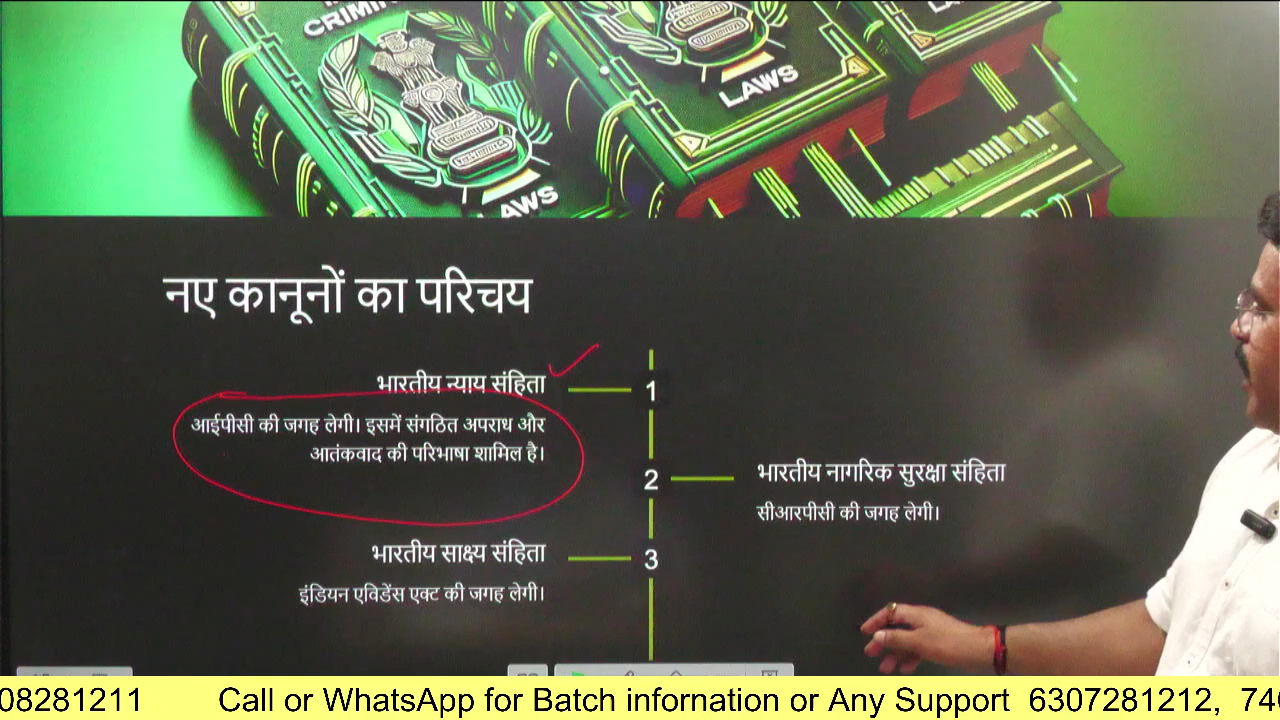 CRIMIN
LAWS
LAWS
नए कानूनों का परिचय
भारतीय न्याय संहिता
1
आईपीसी की जगह लेगी। इसमें संगठित अपराध और
आतंकवाद की परिभाषा शामिल है।
2
भारतीय नागरिक सुरक्षा संहिता
सीआरपीसी की जगह लेगी।
भारतीय साक्ष्य संहिता
3
इंडियन एविडेंस एक्ट की जगह लेगी।
08281211 Call or WhatsApp for Batch infornation or Any Support 6307281212, 740